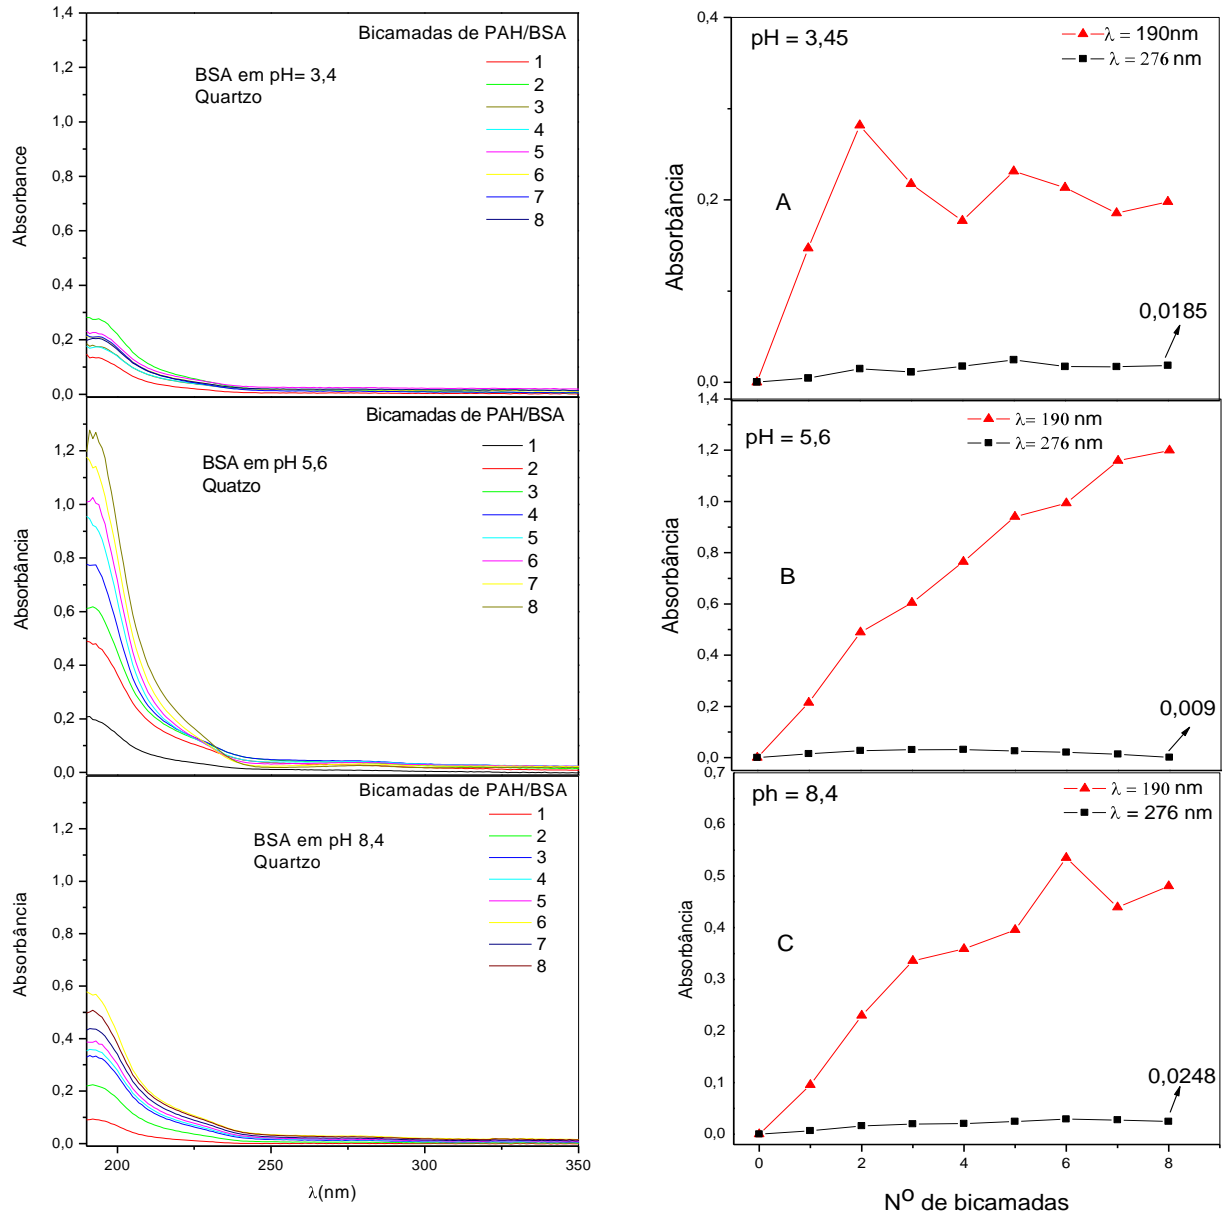 1,4
1,2
1,0
0,8
0,6
0,4
0,2
0,0
Absorbance
BSA em pH= 3,4
Quartzo
Bicamadas de PAH/BSA
1
2
3
4
5
6
7
8
1,2
1,0
0,8
0,6
0,4
0,2
0,0
Absorbância
BSA em pH 5,6
Quatzo
Bicamadas de PAH/BSA
1
2
3
4
5
6
7
8
1,2
1,0
0,8
0,6
0,4
0,2
0,0
Absorbância
BSA em pH 8,4
Quartzo
Bicamadas de PAH/BSA
1
2
3
4
5
6
7
8
200
250
300
350
λ(nm)
0,4
0,2
0,0
Absorbância
pH = 3,45
λ = 190nm
λ = 276 nm
A
0,0185
1,4
1,2
1,0
0,8
0,6
0,4
0,2
0,0
Absorbância
pH = 5,6
λ= 190 nm
λ= 276 nm
B
0,009
0,7
0,6
0,5
0,4
0,3
0,2
0,1
0,0
Absorbância
ph = 8,4
λ = 190 nm
λ = 276 nm
C
0,0248
0
2
4
6
8
Nº de bicamadas